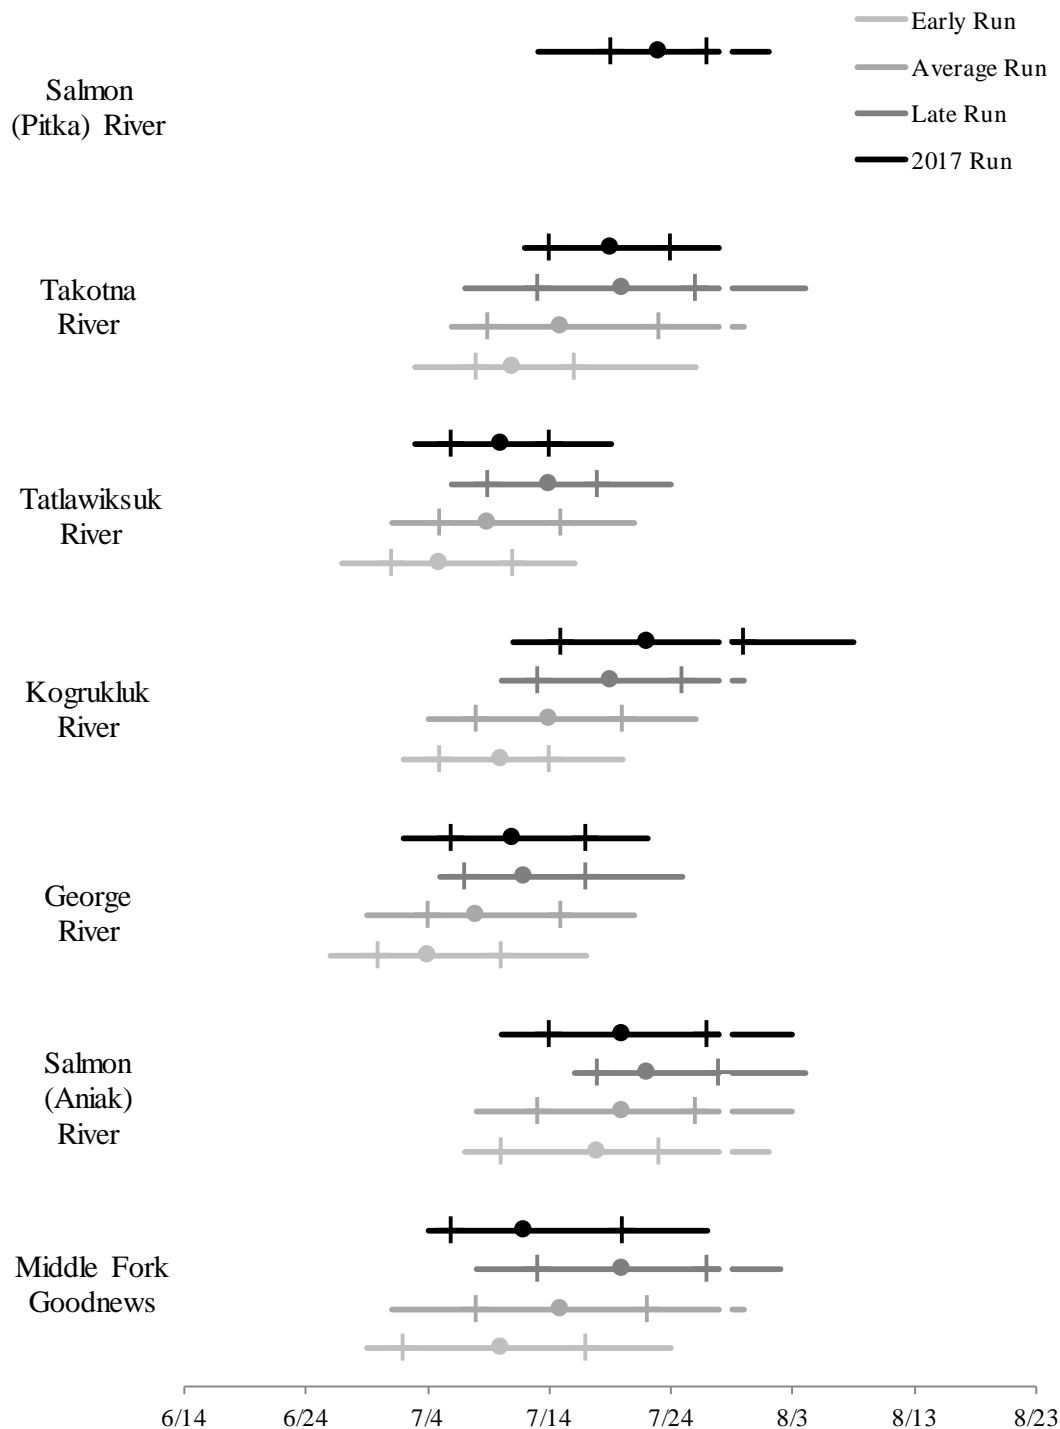 Early Run
Average Run
Late Run
2017 Run
Salmon
(Pitka) River
Takotna
River
Tatlawiksuk
River
Kogrukluk
River
George
River
Salmon
(Aniak)
River
Middle Fork
Goodnews
6/14 6/24 7/4 7/14 7/24 8/3 8/13 8/23